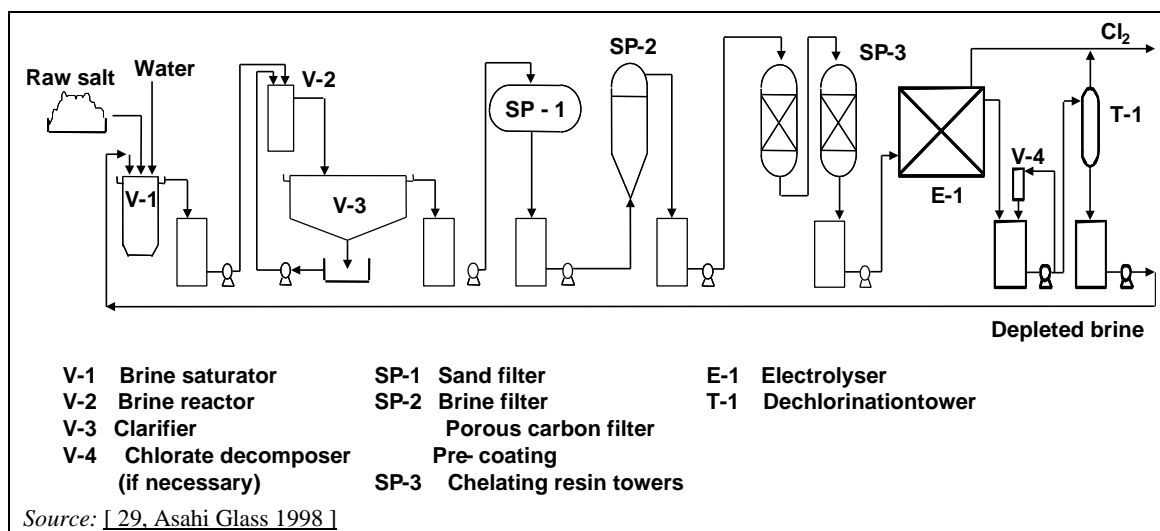 Raw salt
Water
V-1
V-2
V-3
SP - 1
SP-2
SP-3
E-1
V-4
T-1
Cl2
Depleted brine
V-1 Brine saturator
V-2 Brine reactor
V-3 Clarifier
V-4 Chlorate decomposer
(if necessary)
SP-1 Sand filter
SP-2 Brine filter
Porous carbon filter
Pre- coating
SP-3 Chelating resin towers
E-1 Electrolyser
T-1 Dechlorinationtower
Source: [ 29, Asahi Glass 1998 ]